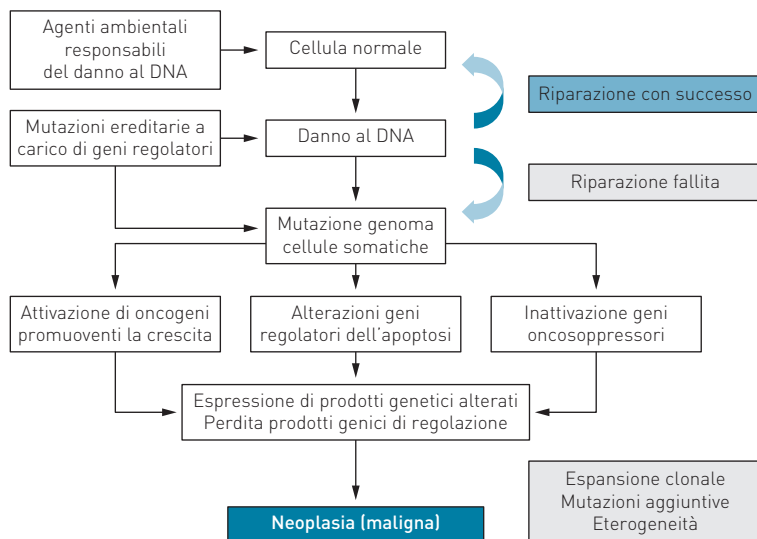 Agenti ambientali
responsabili
del danno al DNA
Cellula normale
Riparazione con successo
Mutazioni ereditarie a
carico di geni regolatori
Danno al DNA
Riparazione fallita
Mutazione genoma
cellule somatiche
Attivazione di oncogeni
promuoventi la crescita
Alterazioni geni
regolatori dell'apoptosi
Inattivazione geni
oncosoppressori
Espressione di prodotti genetici alterati
Perdita prodotti genici di regolazione
Espansione clonale
Mutazioni aggiuntive
Eterogeneità
Neoplasia (maligna)